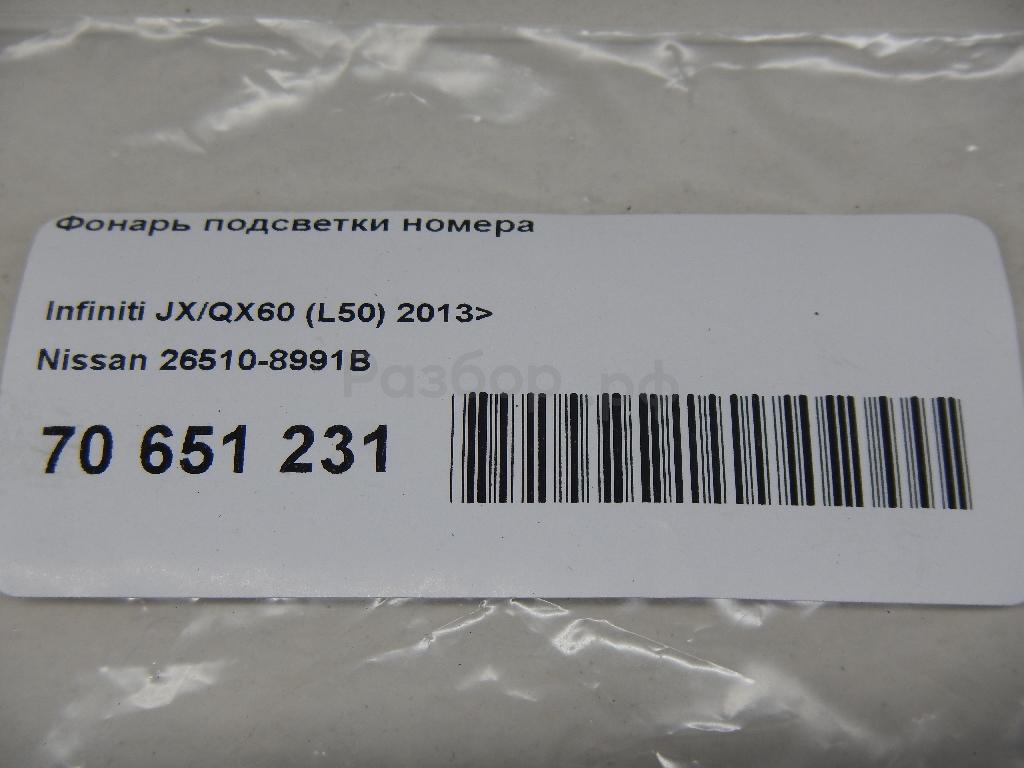 Фонарь подсветки номера
Infiniti JX/QX60 (L50) 2013>
Nissan 26510-8991B
Разбор.рф
70 651 231